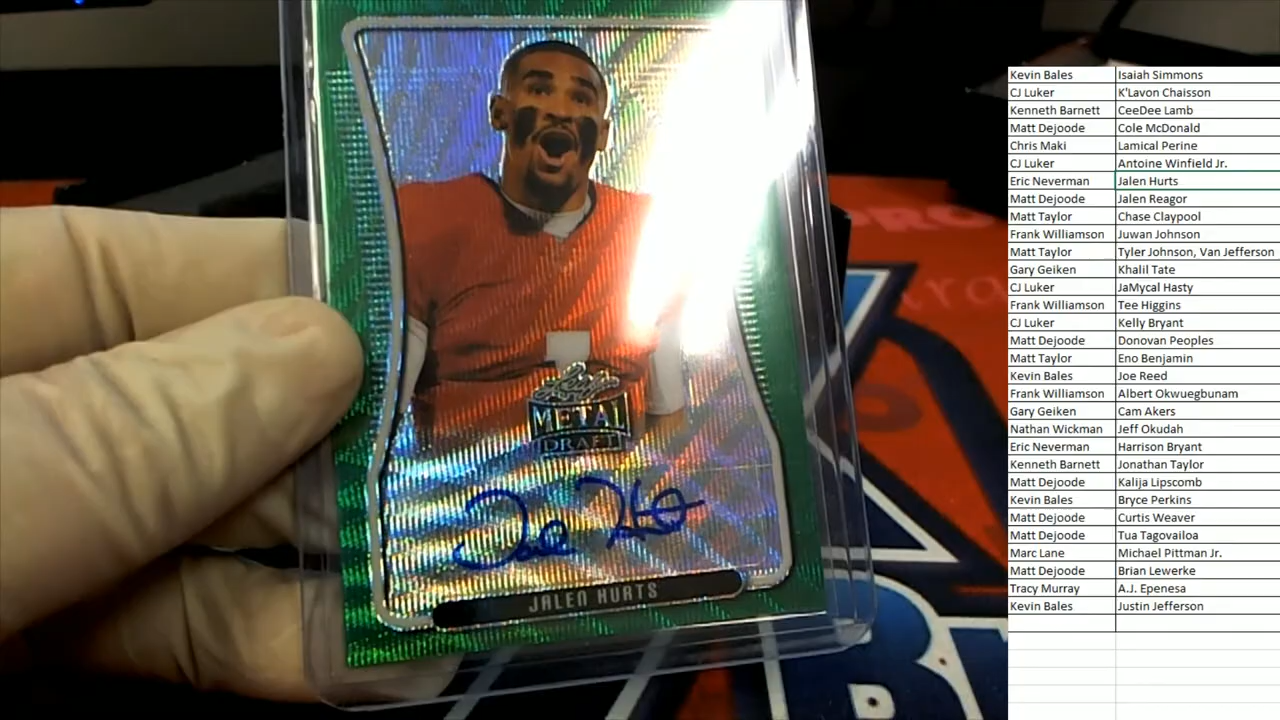 Leaf
METAL
DRAFT
JALEN HURTS
PRO
Kevin Bales Isaiah Simmons
CJ Luker K'Lavon Chaisson
Kenneth Barnett CeeDee Lamb
Matt Dejoode Cole McDonald
Chris Maki Lamical Perine
CJ Luker Antoine Winfield Jr.
Eric Neverman Jalen Hurts
Matt Dejoode Jalen Reagor
Matt Taylor Chase Claypool
Frank Williamson Juwan Johnson
Matt Taylor Tyler Johnson, Van Jefferson
Gary Geiken Khalil Tate
CJ Luker JaMycal Hasty
Frank Williamson Tee Higgins
CJ Luker Kelly Bryant
Matt Dejoode Donovan Peoples
Matt Taylor Eno Benjamin
Kevin Bales Joe Reed
Frank Williamson Albert Okwuegbunam
Gary Geiken Cam Akers
Nathan Wickman Jeff Okudah
Eric Neverman Harrison Bryant
Kenneth Barnett Jonathan Taylor
Matt Dejoode Kalija Lipscomb
Kevin Bales Bryce Perkins
Matt Dejoode Curtis Weaver
Matt Dejoode Tua Tagovailoa
Marc Lane Michael Pittman Jr.
Matt Dejoode Brian Lewerke
Tracy Murray A.J. Epenesa
Kevin Bales Justin Jefferson